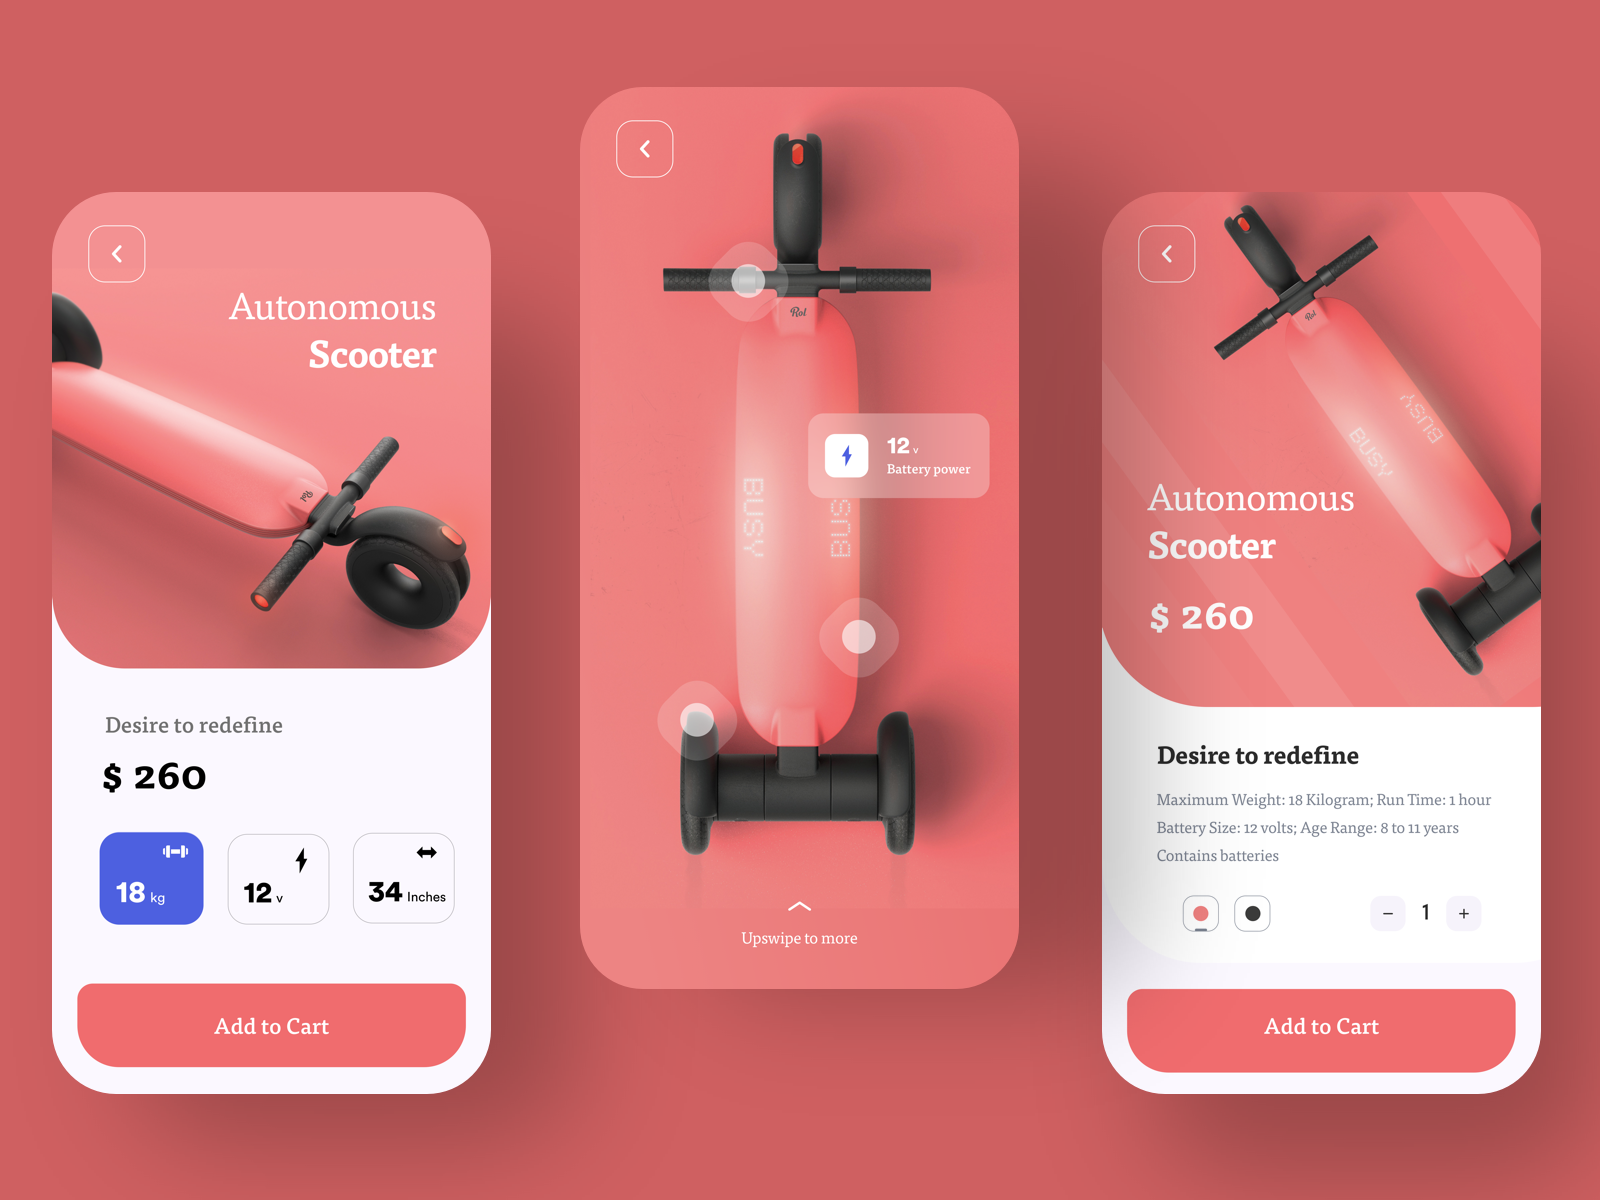 Autonomous
Scooter
Rol
Desire to redefine
$ 260
18 kg
12 v
34 Inches
Add to Cart
Rol
12 v
Battery power
BUSY
BUSY
Upswipe to more
Rol
BUSY
BUSY
Autonomous
Scooter
$ 260
Desire to redefine
Maximum Weight: 18 Kilogram; Run Time: 1 hour
Battery Size: 12 volts; Age Range: 8 to 11 years
Contains batteries
− 1 +
Add to Cart